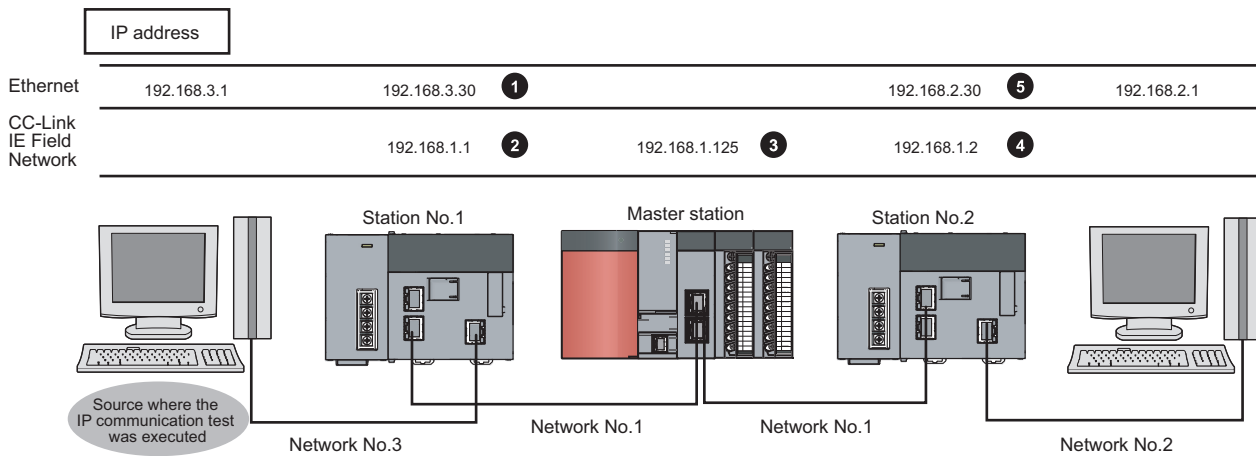 IP address
Ethernet 192.168.3.1 192.168.3.30 1 192.168.2.30 5 192.168.2.1
CC-Link
IE Field
Network
192.168.1.1 2 192.168.1.125 3 192.168.1.2 4
Station No.1 Master station Station No.2
Source where the
IP communication test
was executed
Network No.3 Network No.1 Network No.1 Network No.2